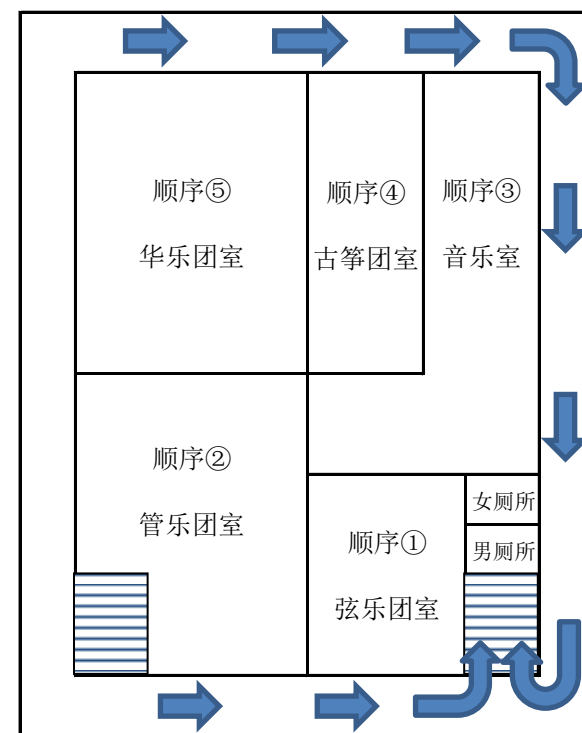 顺序⑤
华乐团室
顺序④
古筝团室
顺序③
音乐室
顺序②
管乐团室
顺序①
弦乐团室
女厕所
男厕所